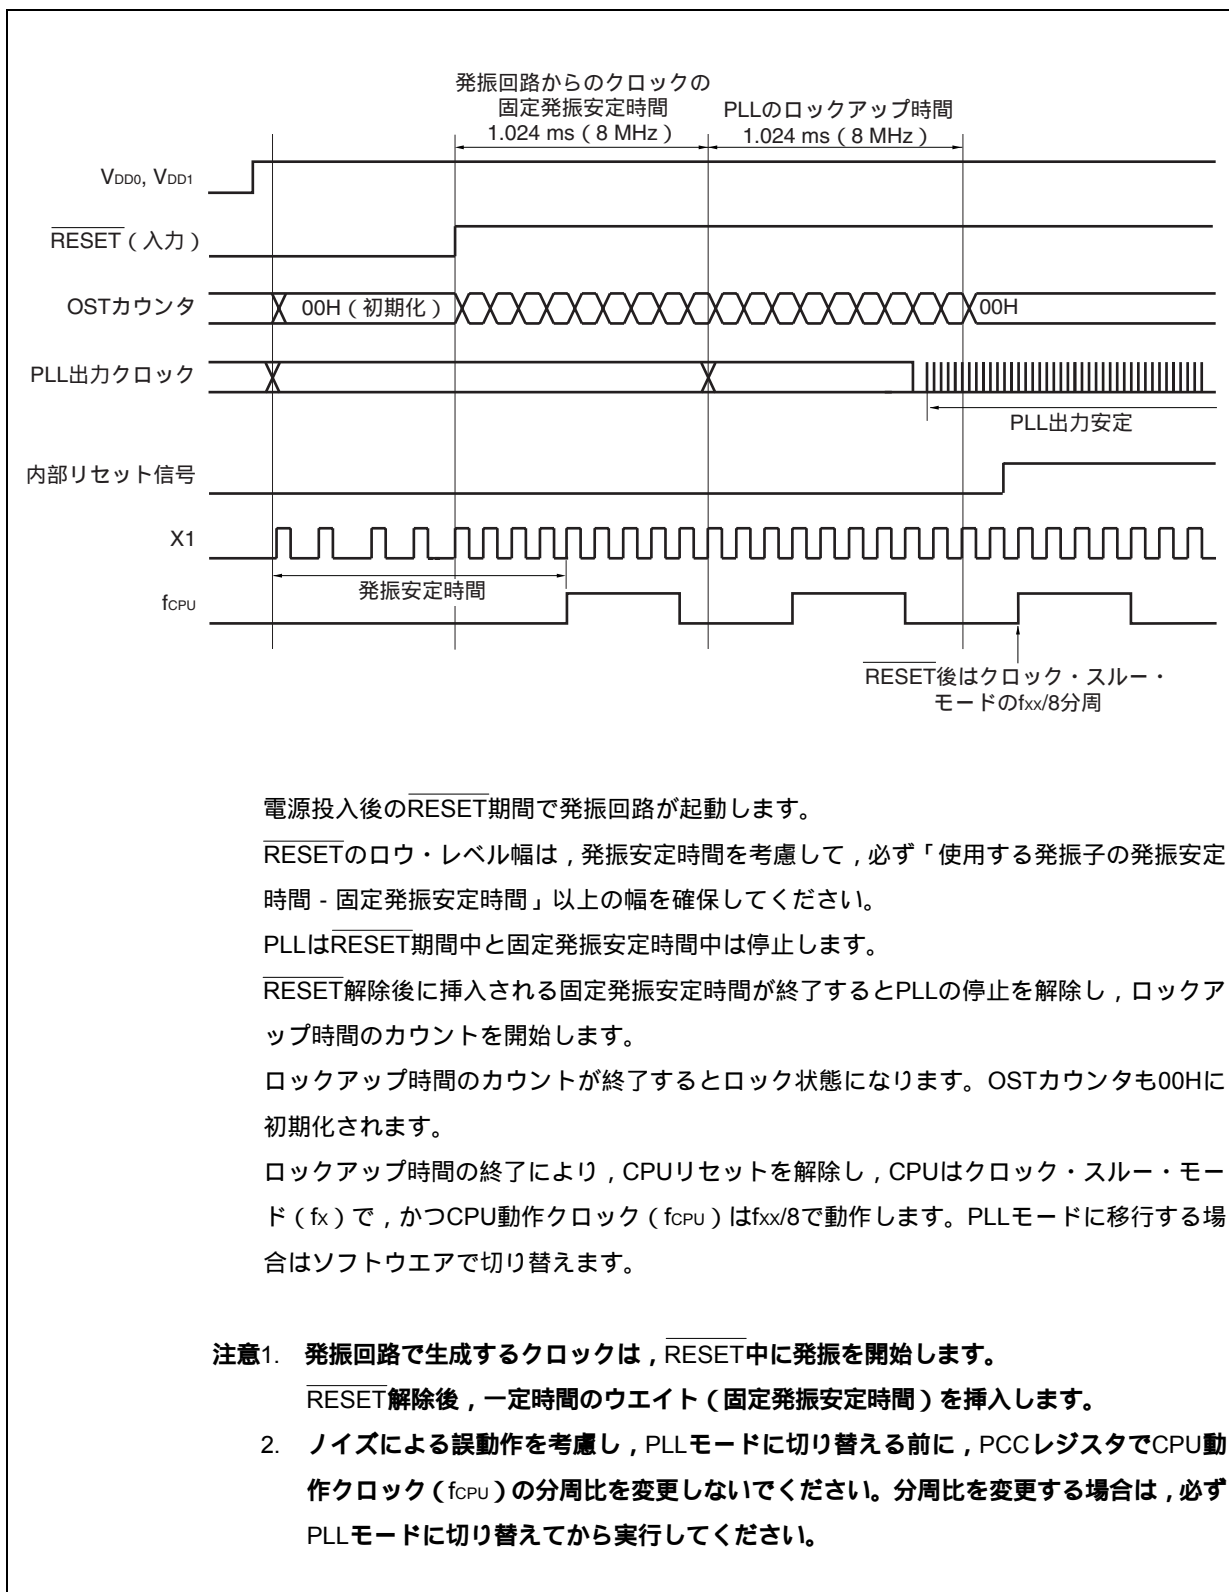 発振回路からのクロックの
固定発振安定時間
1.024 ms(8 MHz)
PLLのロックアップ時間
1.024 ms(8 MHz)
VDD0, VDD1
RESET(入力)
OSTカウンタ
00H(初期化)
00H
PLL出力クロック
PLL出力安定
内部リセット信号
X1
発振安定時間
fCPU
RESET後はクロック・スルー・
モードのfXX/8分周
電源投入後のRESET期間で発振回路が起動します。
RESETのロウ・レベル幅は,発振安定時間を考慮して,必ず「使用する発振子の発振安定
時間 - 固定発振安定時間」以上の幅を確保してください。
PLLはRESET期間中と固定発振安定時間中は停止します。
RESET解除後に挿入される固定発振安定時間が終了するとPLLの停止を解除し,ロックア
ップ時間のカウントを開始します。
ロックアップ時間のカウントが終了するとロック状態になります。OSTカウンタも00Hに
初期化されます。
ロックアップ時間の終了により,CPUリセットを解除し,CPUはクロック・スルー・モー
ド(fX)で,かつCPU動作クロック(fCPU)はfXX/8で動作します。PLLモードに移行する場
合はソフトウエアで切り替えます。
注意1. 発振回路で生成するクロックは,RESET中に発振を開始します。
RESET解除後,一定時間のウエイト(固定発振安定時間)を挿入します。
2. ノイズによる誤動作を考慮し,PLLモードに切り替える前に,PCCレジスタでCPU動
作クロック(fCPU)の分周比を変更しないでください。分周比を変更する場合は,必ず
PLLモードに切り替えてから実行してください。